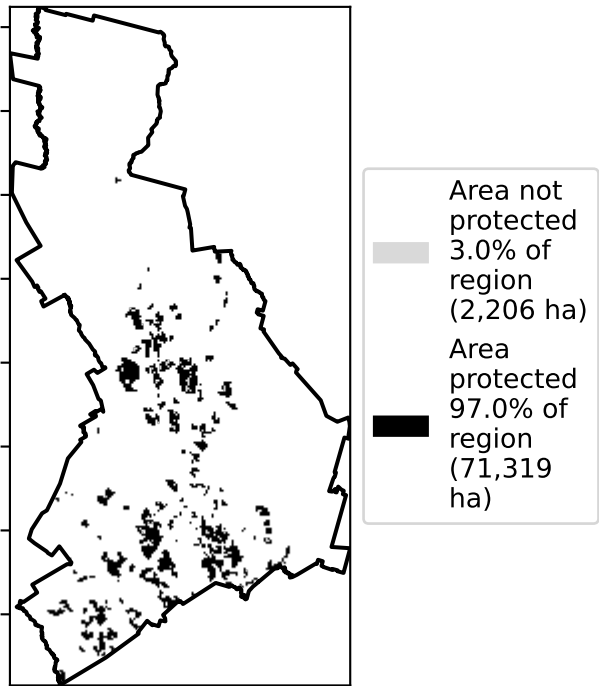 Area not
protected
3.0% of
region
(2,206 ha)
Area
protected
97.0% of
region
(71,319
ha)